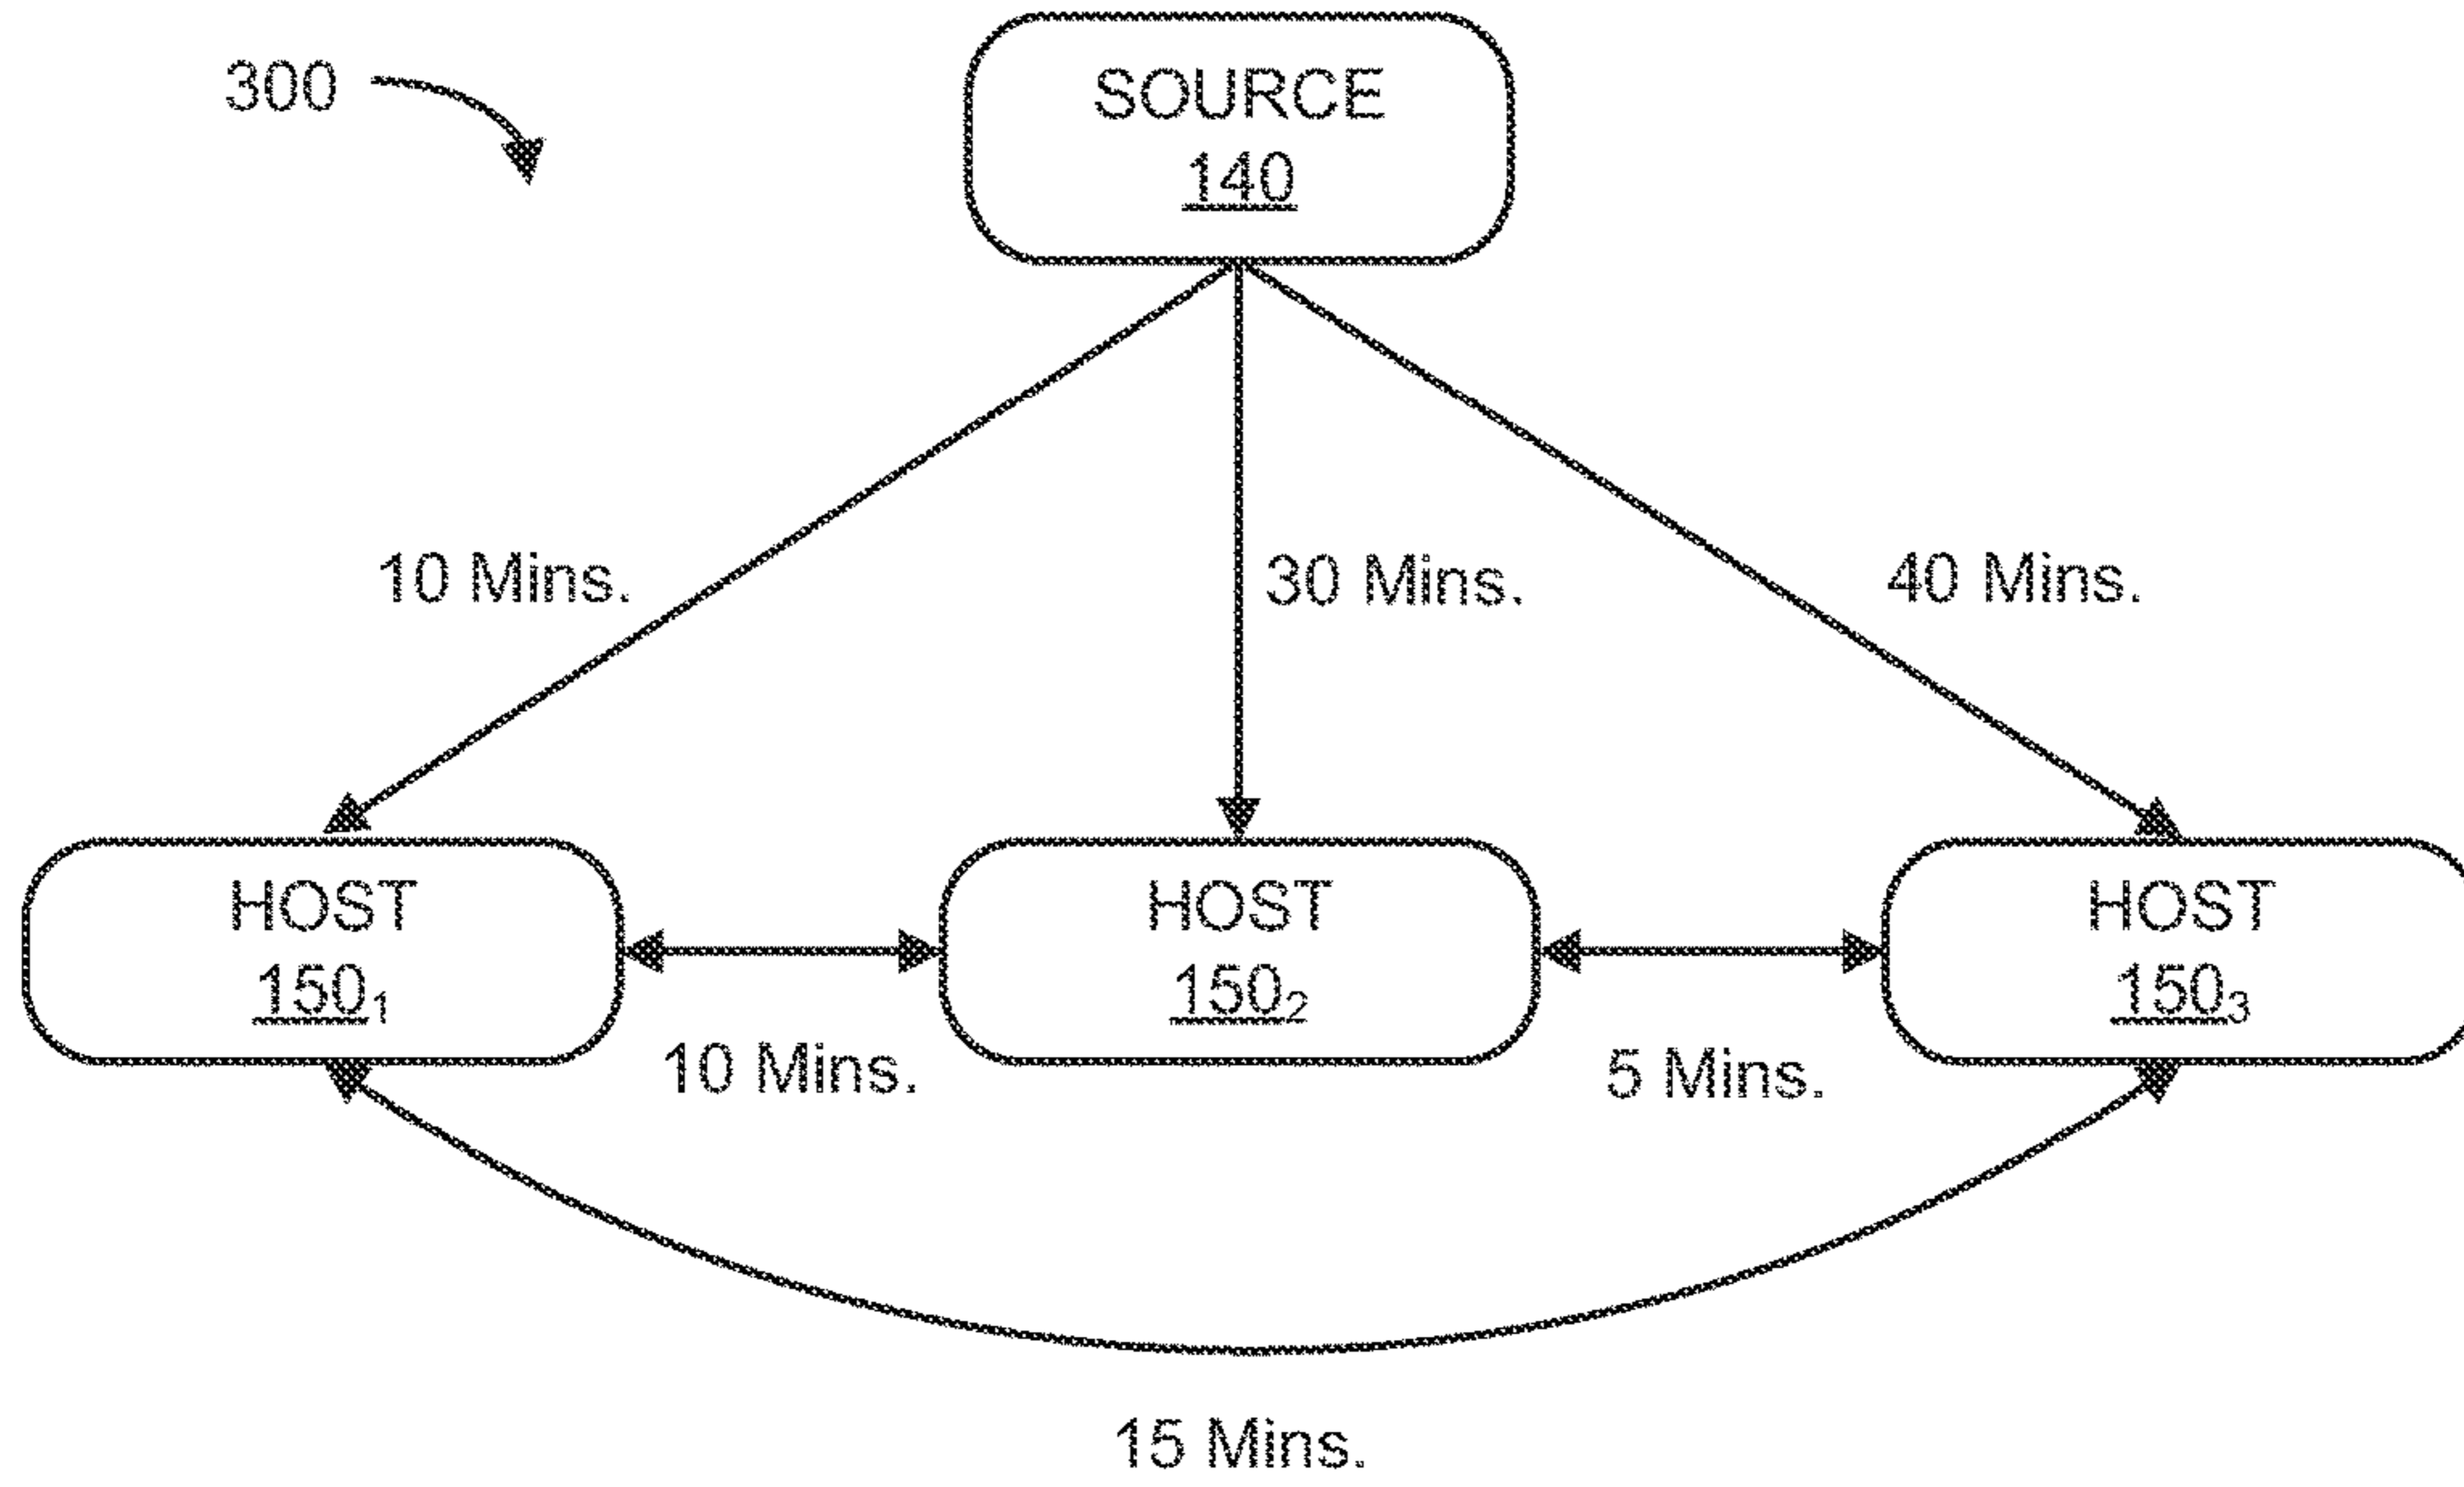 300
SOURCE
140
10 Mins.
30 Mins.
40 Mins.
HOST
150₁
HOST
150₂
HOST
150₃
10 Mins.
5 Mins.
15 Mins.